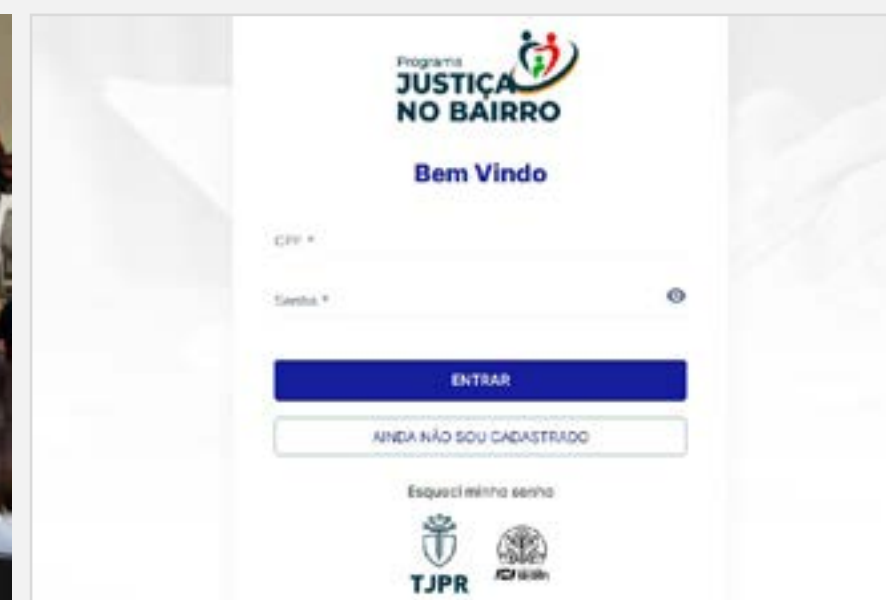 Programa
JUSTIÇA
NO BAIRRO
Bem Vindo
CPF *
Senha *
ENTRAR
AINDA NÃO SOU CADASTRADO
Esqueci minha senha
TJPR